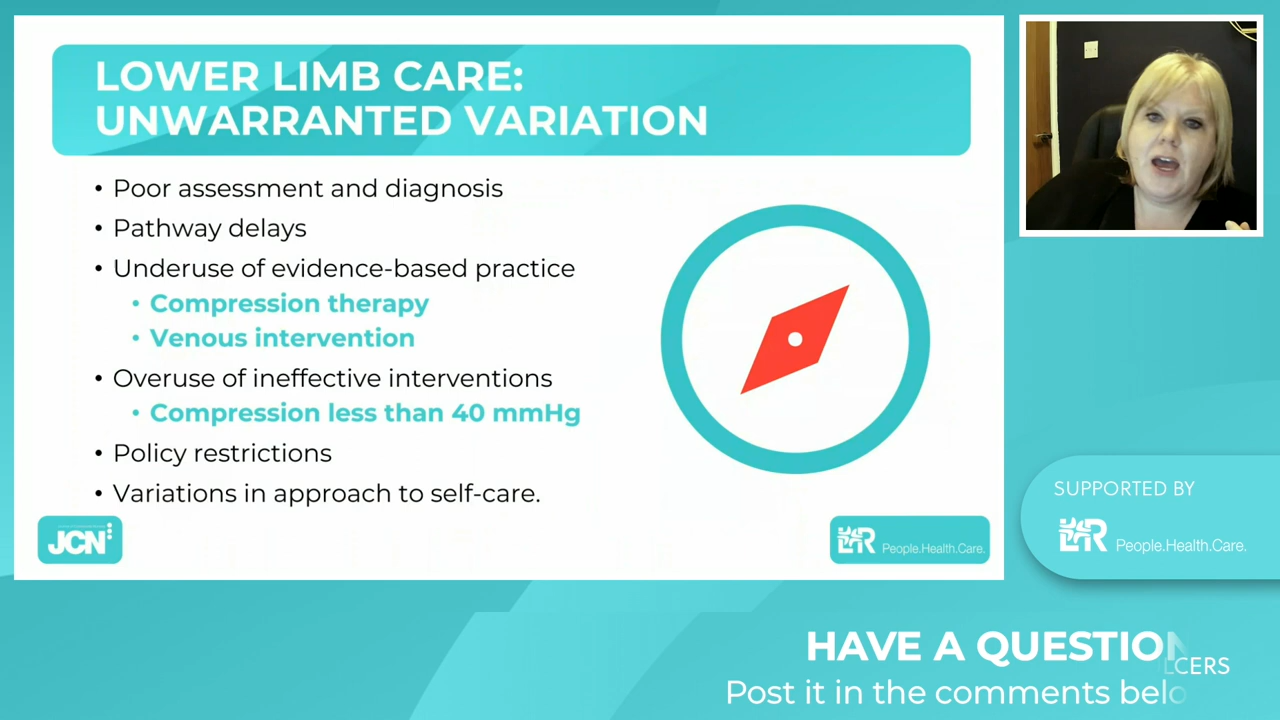 LOWER LIMB CARE:
UNWARRANTED VARIATION
• Poor assessment and diagnosis
• Pathway delays
• Underuse of evidence-based practice
• Compression therapy
• Venous intervention
• Overuse of ineffective interventions
• Compression less than 40 mmHg
• Policy restrictions
• Variations in approach to self-care.
JCN
L&R People.Health.Care.
SUPPORTED BY
L&R People.Health.Care.
HAVE A QUESTION
LCERS
Post it in the comments belo